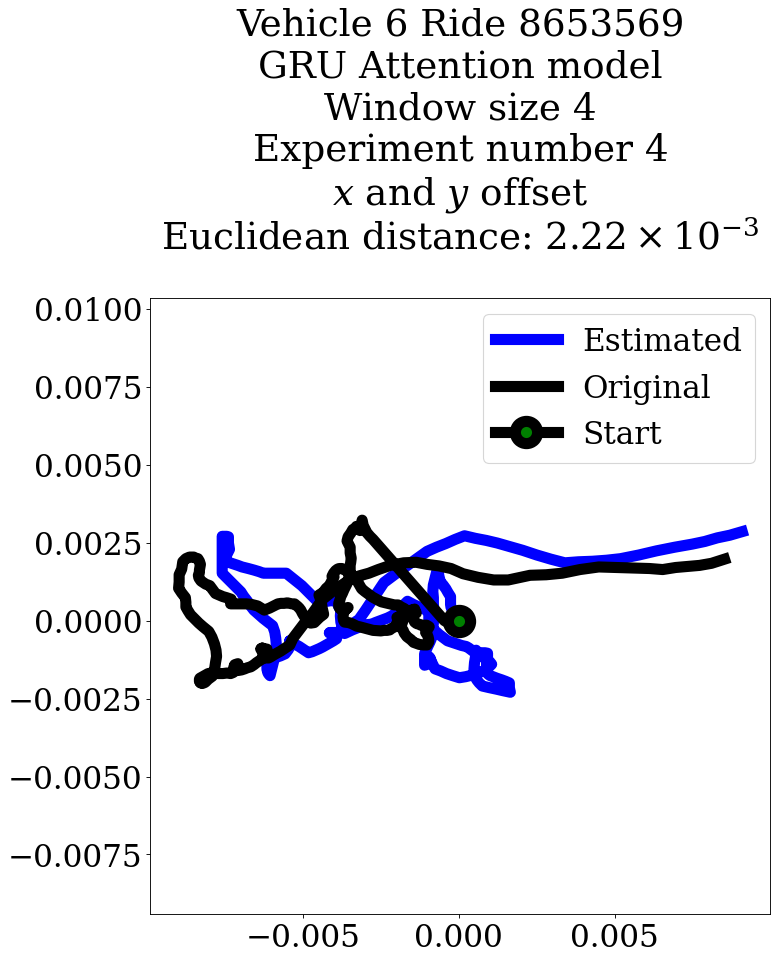 Vehicle 6 Ride 8653569
GRU Attention model
Window size 4
Experiment number 4
x and y offset
Euclidean distance: 2.22 × 10⁻³
0.0100
0.0075
0.0050
0.0025
0.0000
−0.0025
−0.0050
−0.0075
Estimated
Original
Start
−0.005 0.000 0.005